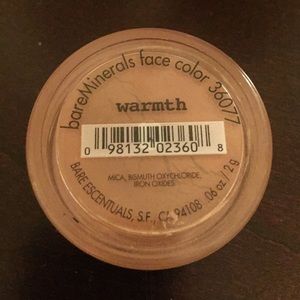 bareMinerals face color 36077
warmth
0 98132 02360 8
MICA, BISMUTH OXYCHLORIDE,
IRON OXIDES
BARE ESCENTUALS, S.F., CA 94108 .06 oz / 2 g